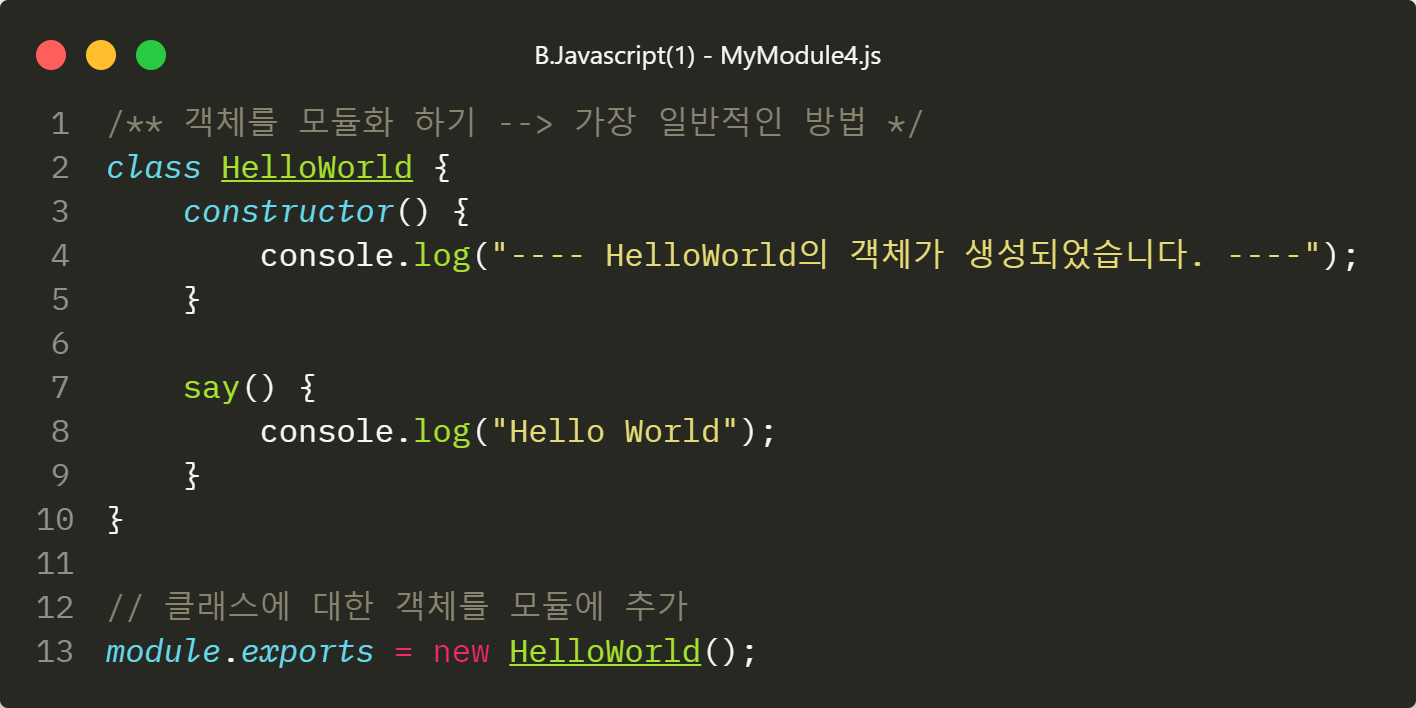 B.Javascript(1) - MyModule4.js
1 /** 객체를 모듈화 하기 --> 가장 일반적인 방법 */
2 class HelloWorld {
3     constructor() {
4         console.log("---- HelloWorld의 객체가 생성되었습니다. ----");
5     }
6
7     say() {
8         console.log("Hello World");
9     }
10 }
11
12 // 클래스에 대한 객체를 모듈에 추가
13 module.exports = new HelloWorld();